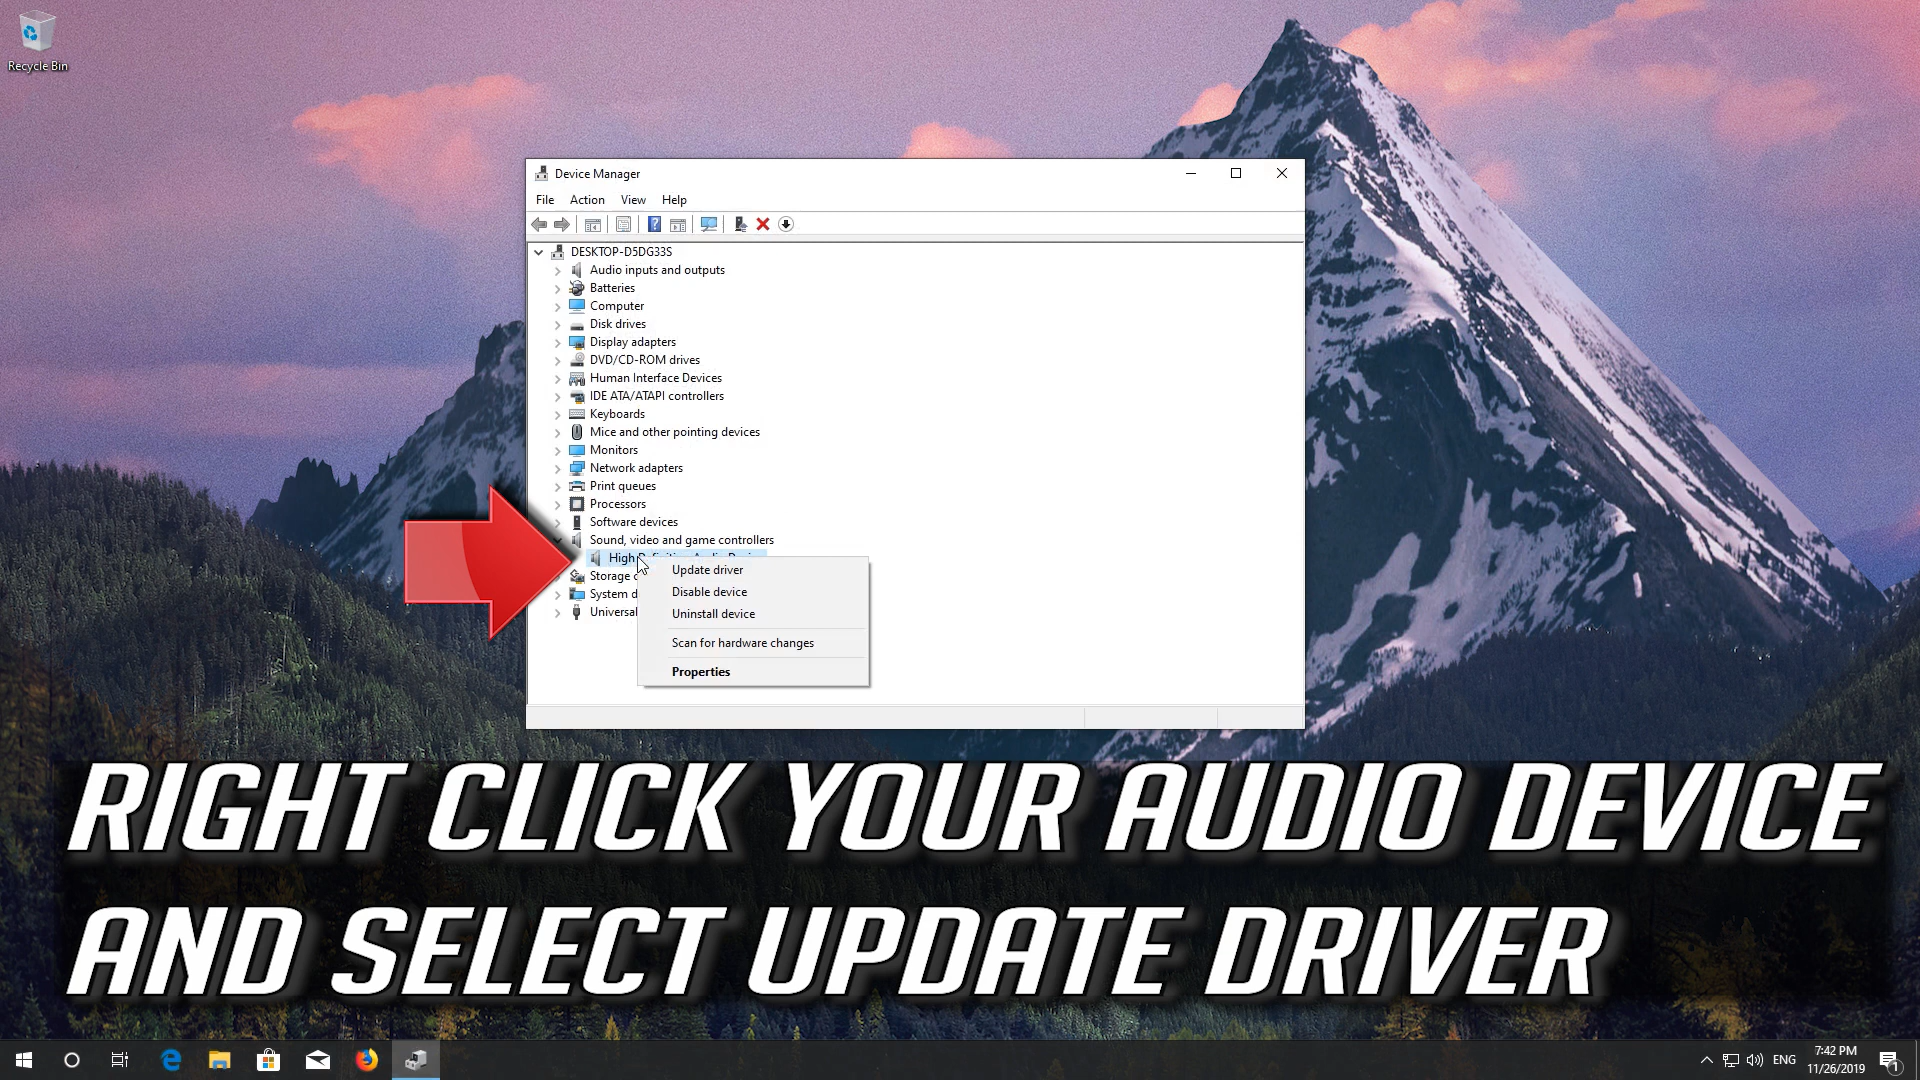 Recycle Bin
Device Manager
File Action View Help
DESKTOP-D5DG33S
Audio inputs and outputs
Batteries
Computer
Disk drives
Display adapters
DVD/CD-ROM drives
Human Interface Devices
IDE ATA/ATAPI controllers
Keyboards
Mice and other pointing devices
Monitors
Network adapters
Print queues
Processors
Software devices
Sound, video and game controllers
High Definition Audio Device
Storage
System
Universal
Update driver
Disable device
Uninstall device
Scan for hardware changes
Properties
RIGHT CLICK YOUR AUDIO DEVICE
AND SELECT UPDATE DRIVER
ENG
7:42 PM
11/26/2019
1